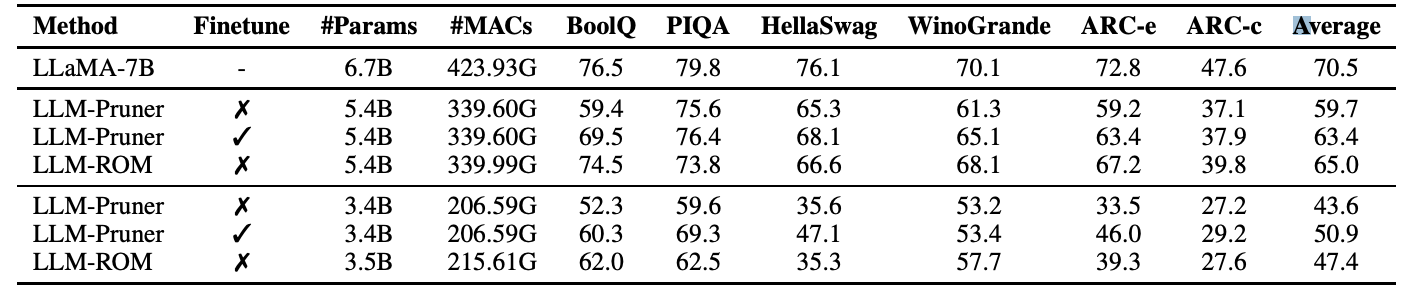 Method Finetune #Params #MACs BoolQ PIQA HellaSwag WinoGrande ARC-e ARC-c Average
LLaMA-7B - 6.7B 423.93G 76.5 79.8 76.1 70.1 72.8 47.6 70.5
LLM-Pruner ✗ 5.4B 339.60G 59.4 75.6 65.3 61.3 59.2 37.1 59.7
LLM-Pruner ✓ 5.4B 339.60G 69.5 76.4 68.1 65.1 63.4 37.9 63.4
LLM-ROM ✗ 5.4B 339.99G 74.5 73.8 66.6 68.1 67.2 39.8 65.0
LLM-Pruner ✗ 3.4B 206.59G 52.3 59.6 35.6 53.2 33.5 27.2 43.6
LLM-Pruner ✓ 3.4B 206.59G 60.3 69.3 47.1 53.4 46.0 29.2 50.9
LLM-ROM ✗ 3.5B 215.61G 62.0 62.5 35.3 57.7 39.3 27.6 47.4